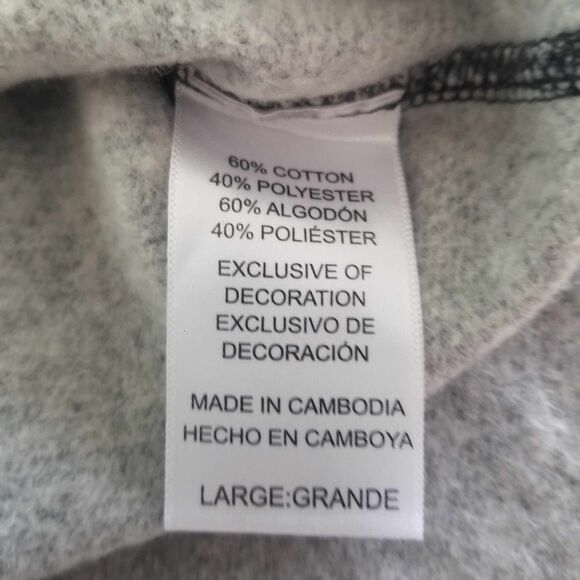 60% COTTON
40% POLYESTER
60% ALGODÓN
40% POLIÉSTER
EXCLUSIVE OF
DECORATION
EXCLUSIVO DE
DECORACIÓN
MADE IN CAMBODIA
HECHO EN CAMBOYA
LARGE:GRANDE